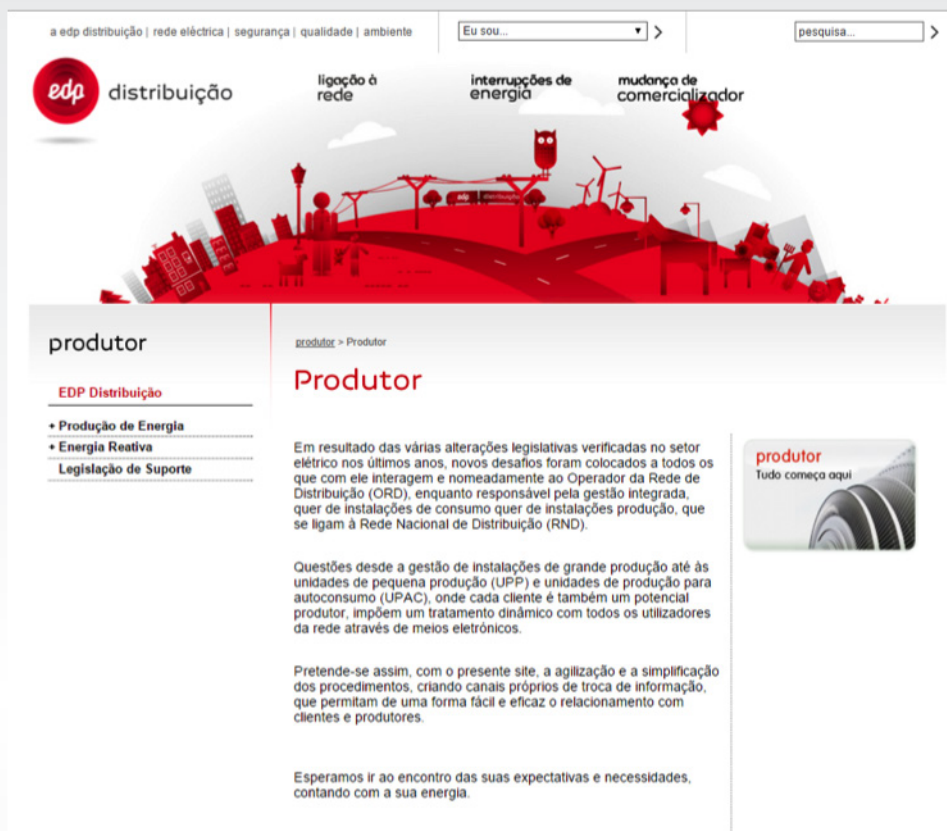 a edp distribuição | rede eléctrica | segurança | qualidade | ambiente
Eu sou...
pesquisa...
edp distribuição
ligação à
rede
interrupções de
energia
mudança de
comercializador
edp distribuição
produtor
EDP Distribuição
+ Produção de Energia
+ Energia Reativa
Legislação de Suporte
produtor > Produtor
Produtor
Em resultado das várias alterações legislativas verificadas no setor
elétrico nos últimos anos, novos desafios foram colocados a todos os
que com ele interagem e nomeadamente ao Operador da Rede de
Distribuição (ORD), enquanto responsável pela gestão integrada,
quer de instalações de consumo quer de instalações produção, que
se ligam à Rede Nacional de Distribuição (RND).
Questões desde a gestão de instalações de grande produção até às
unidades de pequena produção (UPP) e unidades de produção para
autoconsumo (UPAC), onde cada cliente é também um potencial
produtor, impõem um tratamento dinâmico com todos os utilizadores
da rede através de meios eletrónicos.
Pretende-se assim, com o presente site, a agilização e a simplificação
dos procedimentos, criando canais próprios de troca de informação,
que permitam de uma forma fácil e eficaz o relacionamento com
clientes e produtores.
Esperamos ir ao encontro das suas expectativas e necessidades,
contando com a sua energia.
produtor
Tudo começa aqui